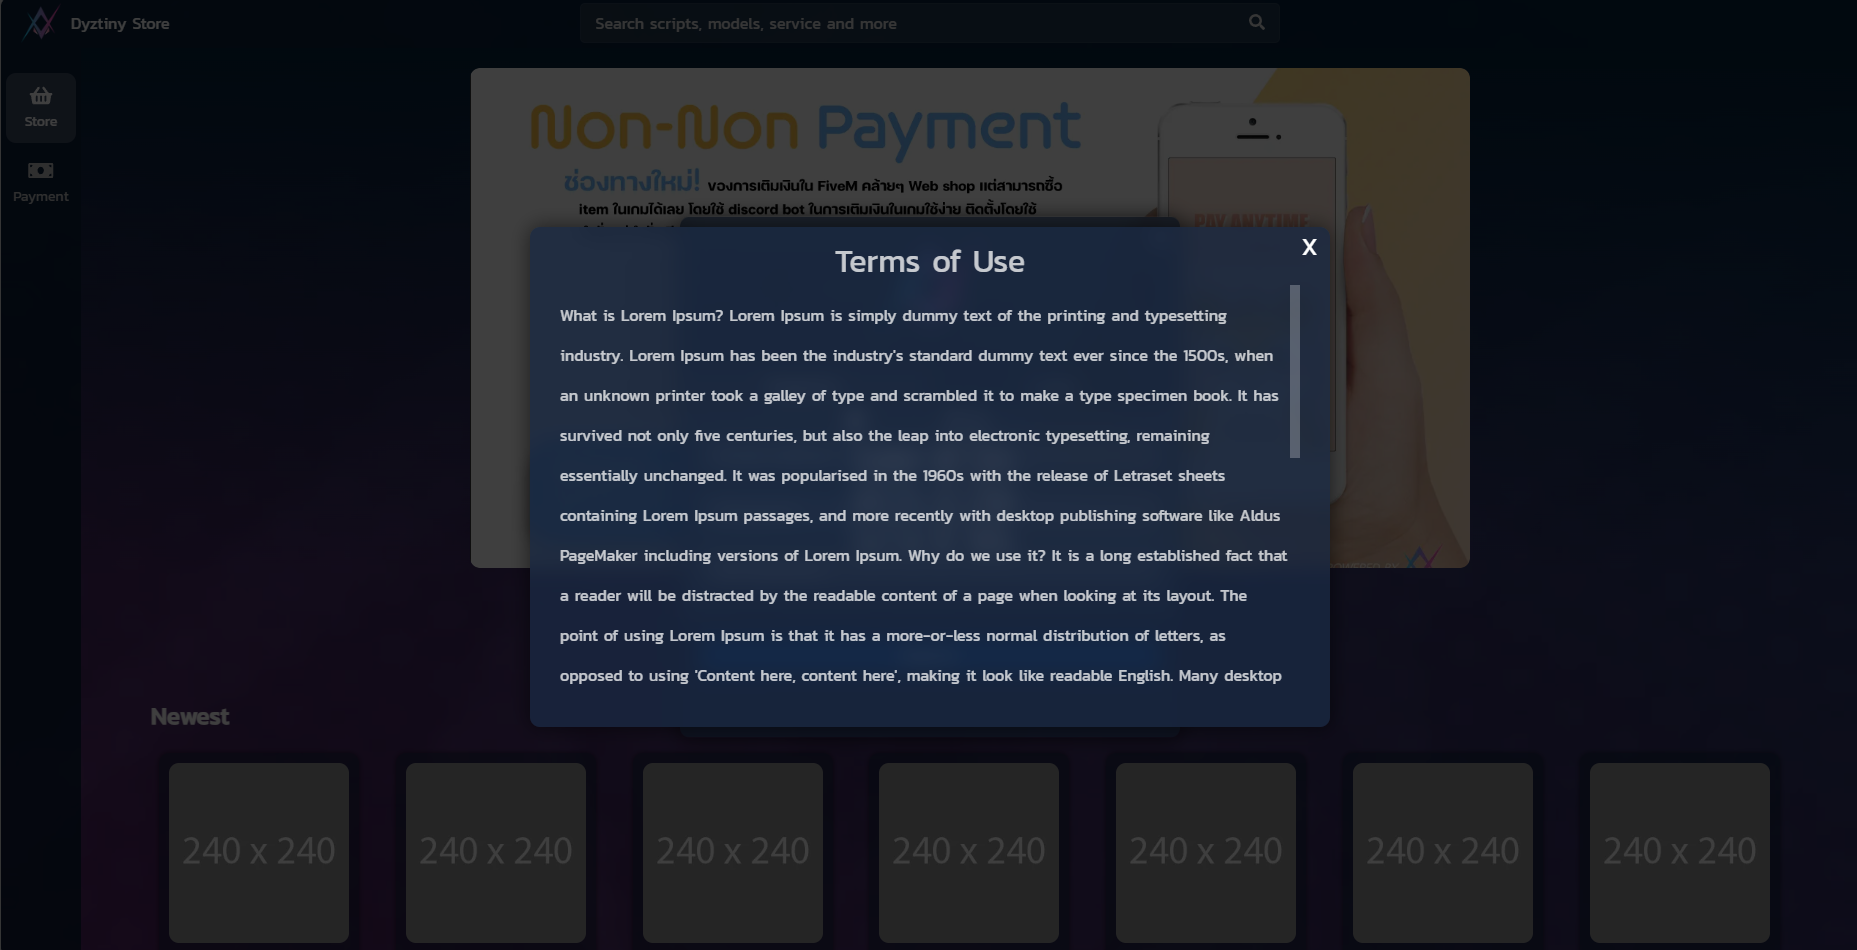 Dyztiny Store
Search scripts, models, service and more
Store
Payment
Non-Non Payment
ช่องทางใหม่! ของการเติมเงินใน FiveM คล้ายๆ Web shop แต่สามารถซื้อ
item ในเกมได้เลย โดยใช้ discord bot ในการเติมเงินในเกมใช้ง่าย ติดตั้งโดยใช้
PAY ANYTIME
X
Terms of Use
What is Lorem Ipsum? Lorem Ipsum is simply dummy text of the printing and typesetting
industry. Lorem Ipsum has been the industry's standard dummy text ever since the 1500s, when
an unknown printer took a galley of type and scrambled it to make a type specimen book. It has
survived not only five centuries, but also the leap into electronic typesetting, remaining
essentially unchanged. It was popularised in the 1960s with the release of Letraset sheets
containing Lorem Ipsum passages, and more recently with desktop publishing software like Aldus
PageMaker including versions of Lorem Ipsum. Why do we use it? It is a long established fact that
a reader will be distracted by the readable content of a page when looking at its layout. The
point of using Lorem Ipsum is that it has a more-or-less normal distribution of letters, as
opposed to using 'Content here, content here', making it look like readable English. Many desktop
Newest
240 x 240
240 x 240
240 x 240
240 x 240
240 x 240
240 x 240
240 x 240